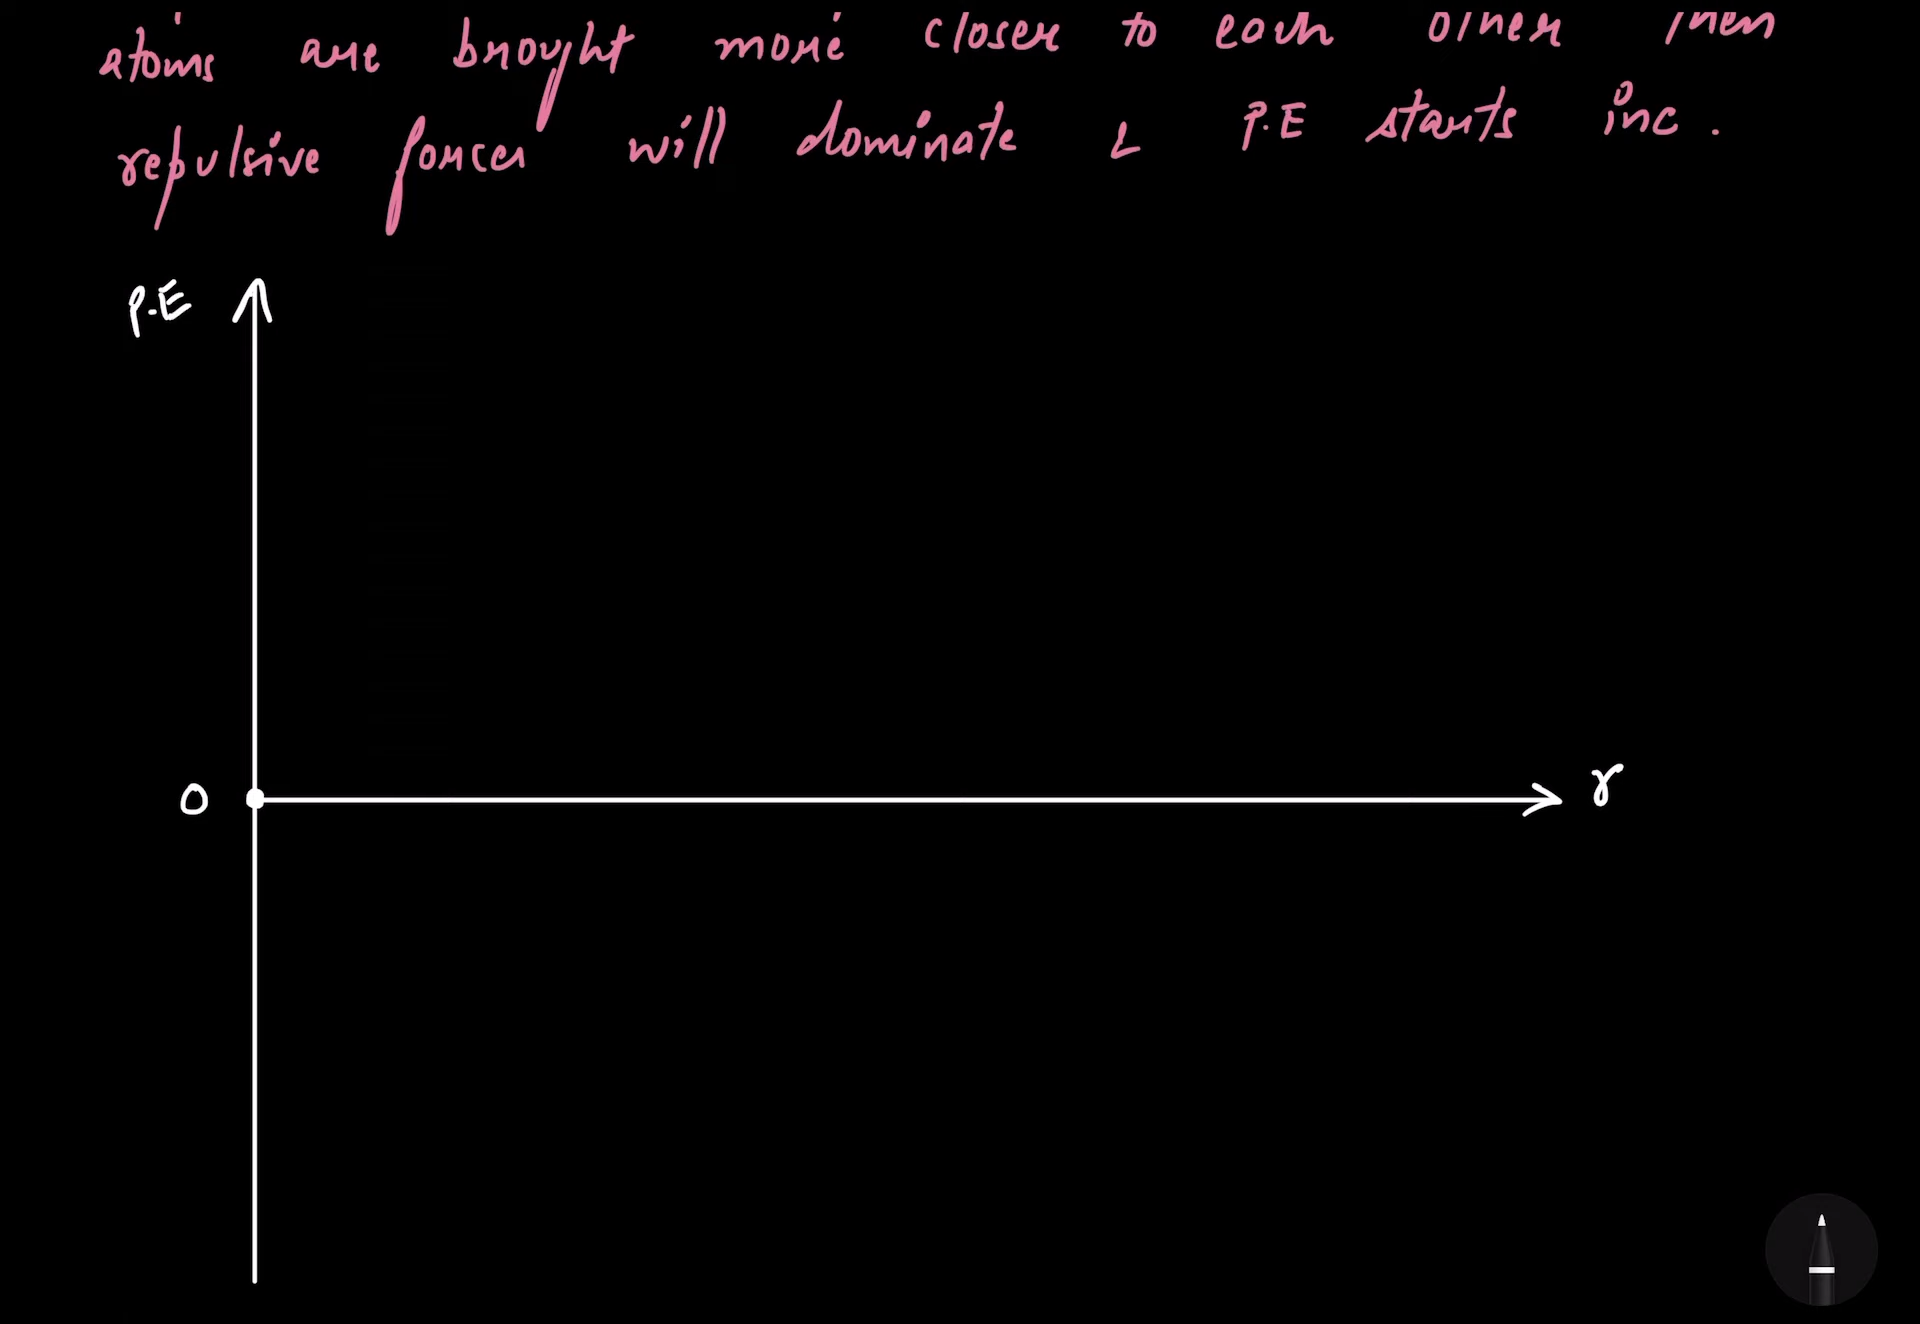 atoms are brought more closer to each other then
repulsive forces will dominate & P.E starts inc.
P.E
0
r